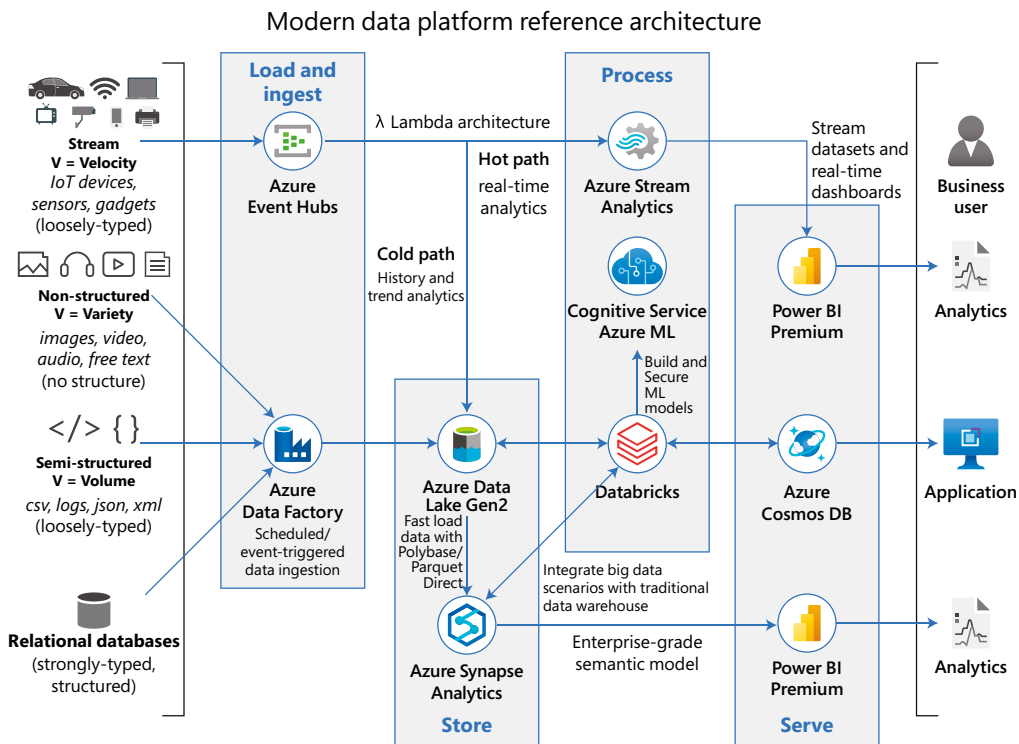 Modern data platform reference architecture
Stream
V = Velocity
IoT devices,
sensors, gadgets
(loosely-typed)
Non-structured
V = Variety
images, video,
audio, free text
(no structure)
</> { }
Semi-structured
V = Volume
csv, logs, json, xml
(loosely-typed)
Relational databases
(strongly-typed,
structured)
Load and
ingest
Azure
Event Hubs
Azure
Data Factory
Scheduled/
event-triggered
data ingestion
λ Lambda architecture
Hot path
real-time
analytics
Cold path
History and
trend analytics
Azure Data
Lake Gen2
Fast load
data with
Polybase/
Parquet
Direct
Azure Synapse
Analytics
Store
Process
Azure Stream
Analytics
Cognitive Service
Azure ML
Build and
Secure
ML
models
Databricks
Integrate big data
scenarios with traditional
data warehouse
Enterprise-grade
semantic model
Stream
datasets and
real-time
dashboards
Power BI
Premium
Azure
Cosmos DB
Power BI
Premium
Serve
Business
user
Analytics
Application
Analytics